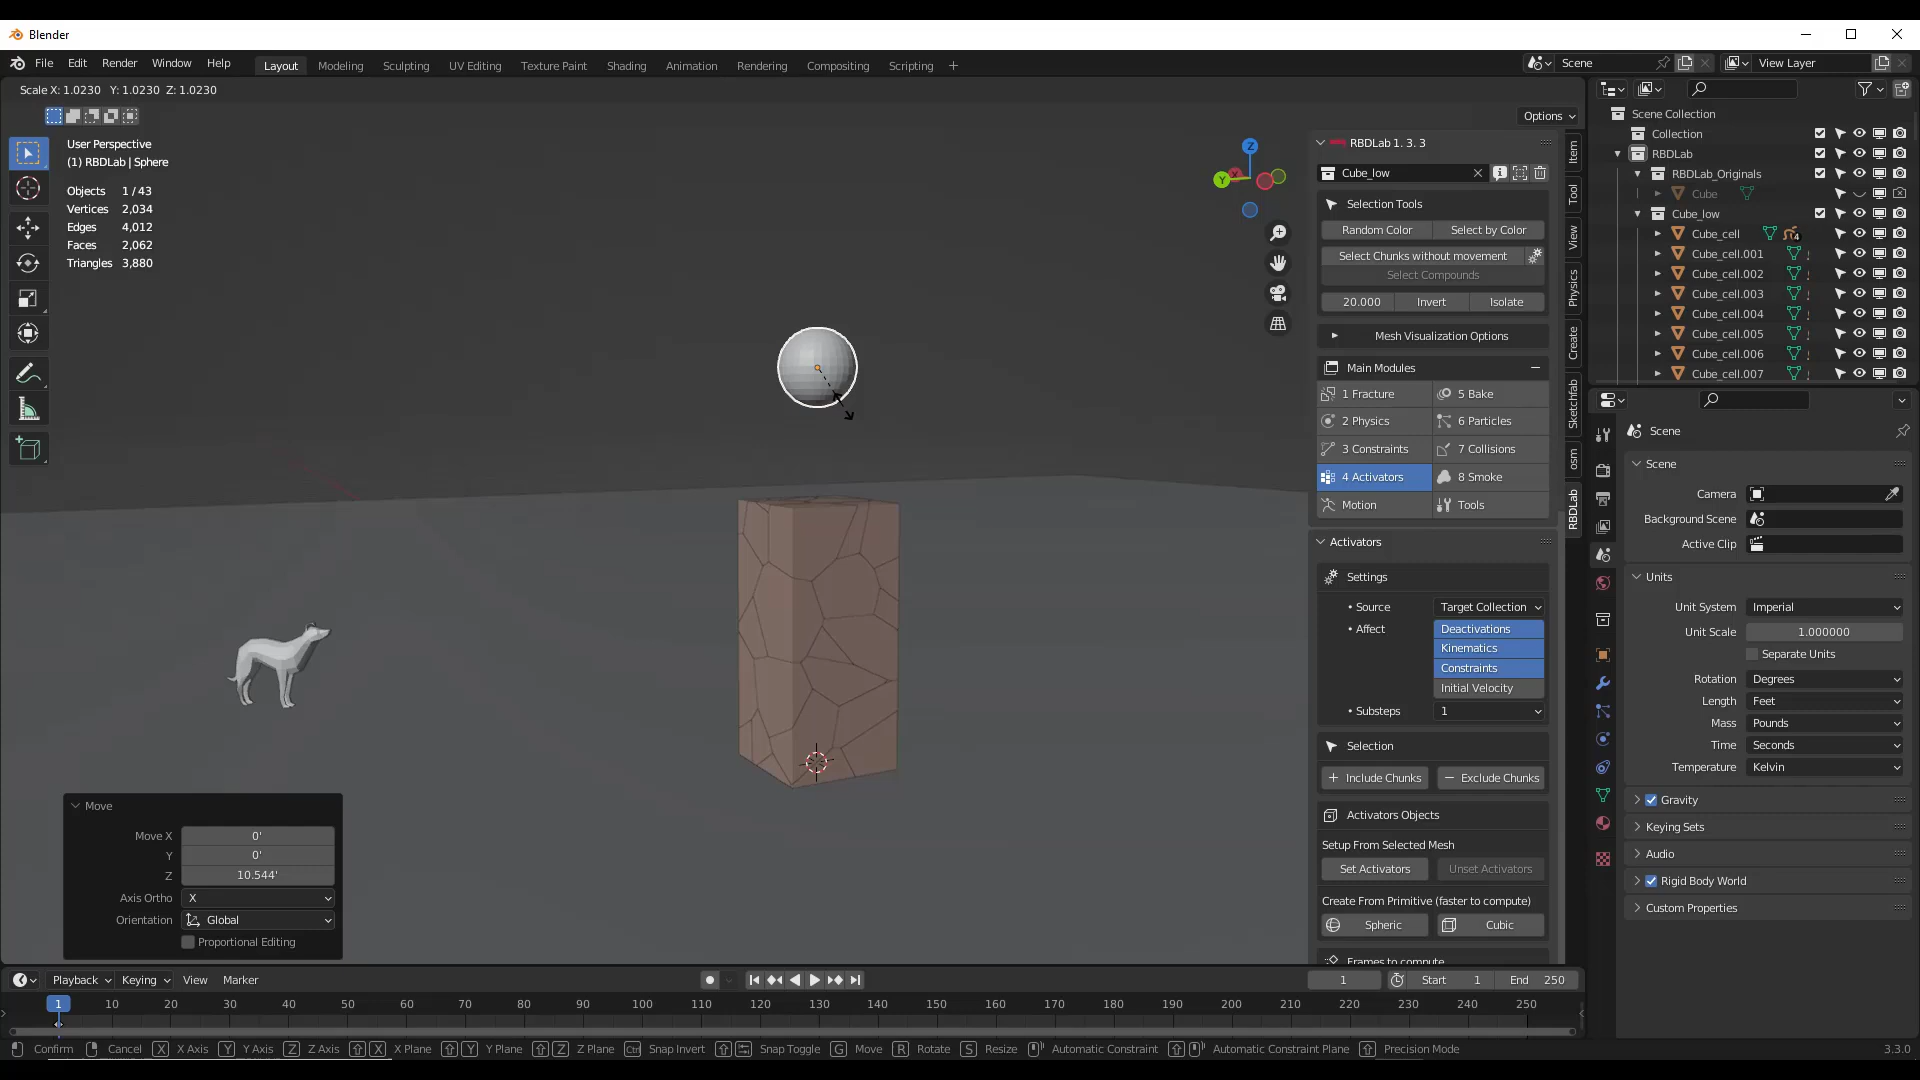 Blender
File Edit Render Window Help
Layout Modeling Sculpting UV Editing Texture Paint Shading Animation Rendering Compositing Scripting +
Scene
View Layer
Scale X: 1.0230 Y: 1.0230 Z: 1.0230
Options
User Perspective
(1) RBDLab | Sphere
Objects 1 / 43
Vertices 2,034
Edges 4,012
Faces 2,062
Triangles 3,880
Z
Y
X
RBDLab 1. 3. 3
Cube_low
Selection Tools
Random Color Select by Color
Select Chunks without movement
Select Compounds
20.000 Invert Isolate
Mesh Visualization Options
Main Modules
1 Fracture 5 Bake
2 Physics 6 Particles
3 Constraints 7 Collisions
4 Activators 8 Smoke
Motion Tools
Activators
Settings
• Source Target Collection
• Affect Deactivations
Kinematics
Constraints
Initial Velocity
• Substeps 1
Selection
Include Chunks Exclude Chunks
Activators Objects
Setup From Selected Mesh
Set Activators Unset Activators
Create From Primitive (faster to compute)
Spheric Cubic
Frames to compute
Item
Tool
View
Physics
Create
Sketchfab
osm
RBDLab
Scene Collection
Collection
RBDLab
RBDLab_Originals
Cube
Cube_low
Cube_cell
4
Cube_cell.001
Cube_cell.002
Cube_cell.003
Cube_cell.004
Cube_cell.005
Cube_cell.006
Cube_cell.007
Scene
Scene
Camera
Background Scene
Active Clip
Units
Unit System Imperial
Unit Scale 1.000000
Separate Units
Rotation Degrees
Length Feet
Mass Pounds
Time Seconds
Temperature Kelvin
Gravity
Keying Sets
Audio
Rigid Body World
Custom Properties
Move
Move X 0'
Y 0'
Z 10.544'
Axis Ortho X
Orientation Global
Proportional Editing
Playback Keying View Marker
1 Start 1 End 250
1 10 20 30 40 50 60 70 80 90 100 110 120 130 140 150 160 170 180 190 200 210 220 230 240 250
Confirm Cancel X X Axis Y Y Axis Z Z Axis X X Plane Y Y Plane Z Z Plane Ctrl Snap Invert Snap Toggle G Move R Rotate S Resize Automatic Constraint Automatic Constraint Plane Precision Mode 3.3.0